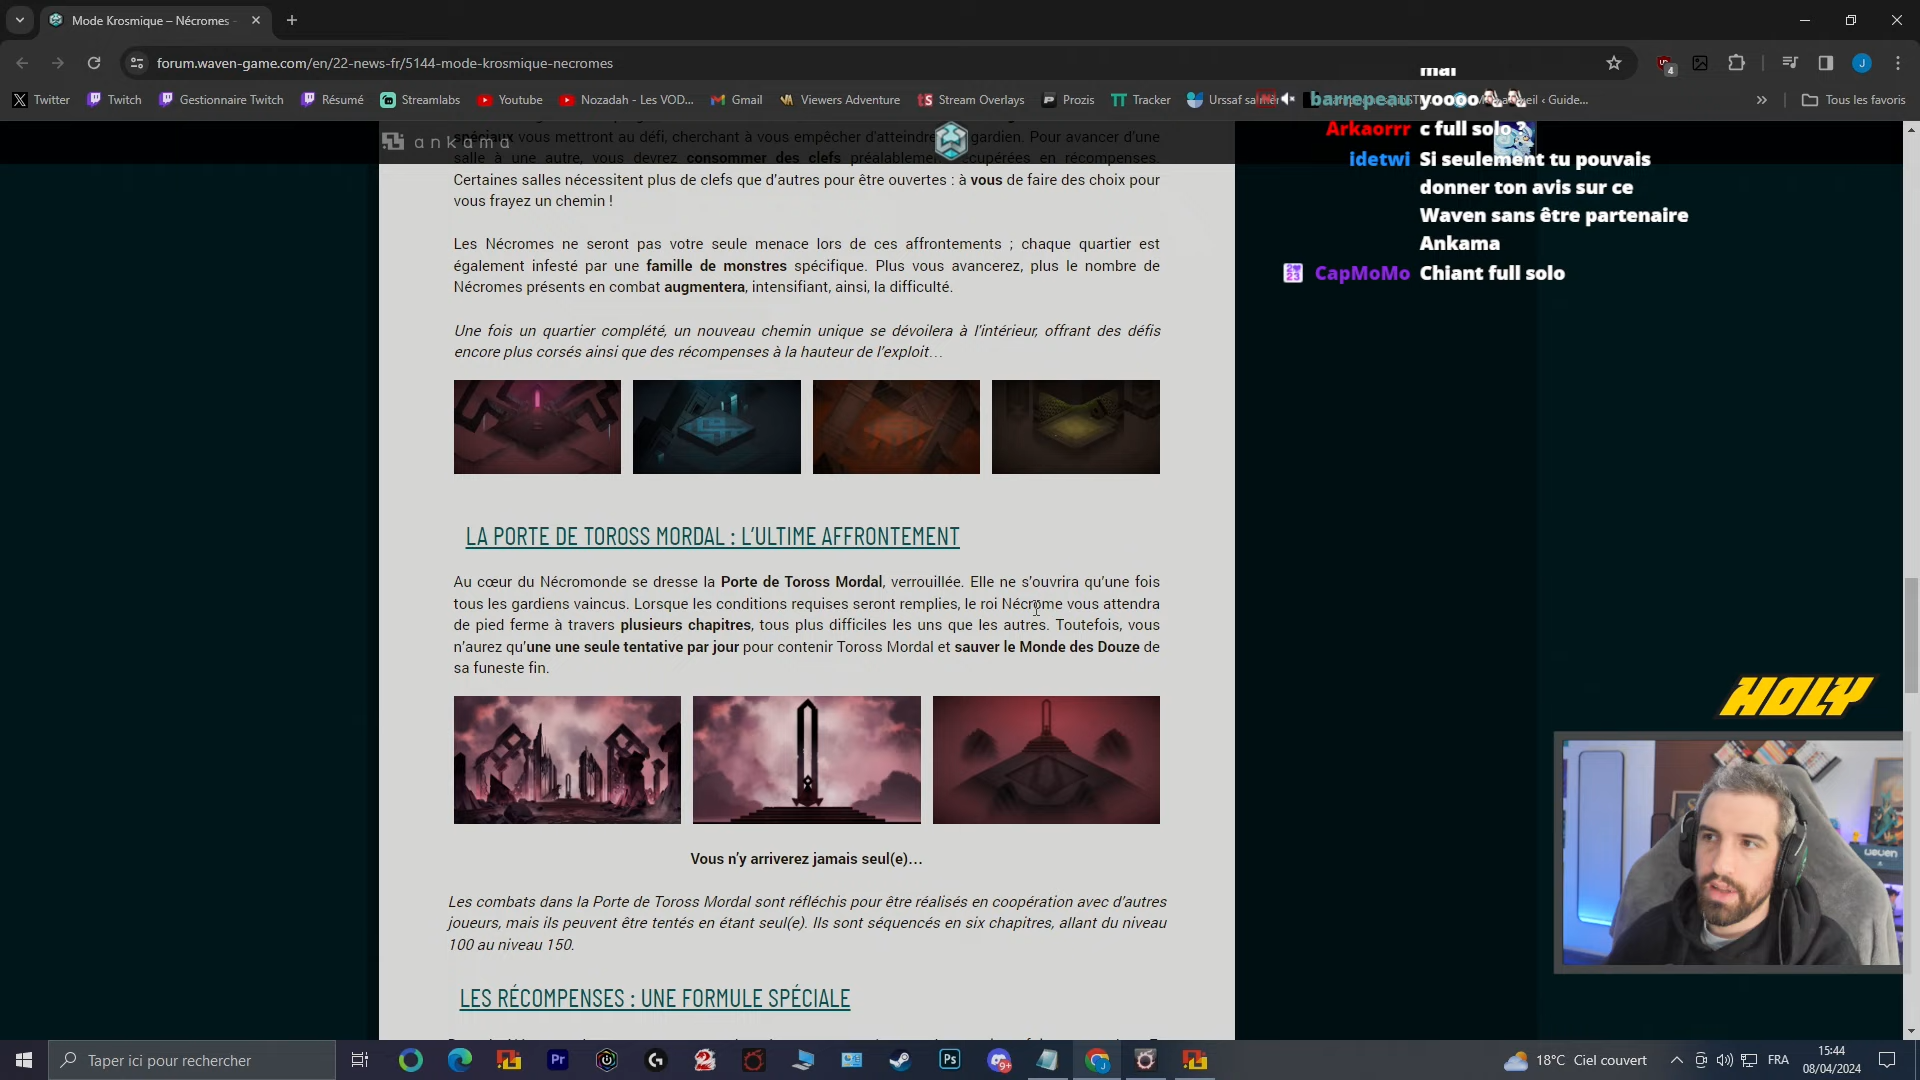 Mode Krosmique – Nécromes -
forum.waven-game.com/en/22-news-fr/5144-mode-krosmique-necromes
4
J
Twitter
Twitch
Gestionnaire Twitch
Résumé
Streamlabs
Youtube
Nozadah - Les VOD...
Gmail
Viewers Adventure
Stream Overlays
Prozis
Tracker
Guide...
Tous les favoris
barrepeau yoooo
Arkaorrr c full solo ?
idetwi Si seulement tu pouvais
donner ton avis sur ce
Waven sans être partenaire
Ankama
CapMoMo Chiant full solo
ankama
spéciaux vous mettront au défi, cherchant à vous empêcher d'atteindre gardien. Pour avancer d'une
salle à une autre, vous devrez consommer des clefs récupérées en récompenses.
Certaines salles nécessitent plus de clefs que d'autres pour être ouvertes : à vous de faire des choix pour
vous frayez un chemin !
Les Nécromes ne seront pas votre seule menace lors de ces affrontements ; chaque quartier est
également infesté par une famille de monstres spécifique. Plus vous avancerez, plus le nombre de
Nécromes présents en combat augmentera, intensifiant, ainsi, la difficulté.
Une fois un quartier complété, un nouveau chemin unique se dévoilera à l'intérieur, offrant des défis
encore plus corsés ainsi que des récompenses à la hauteur de l'exploit…
LA PORTE DE TOROSS MORDAL : L'ULTIME AFFRONTEMENT
Au cœur du Nécromonde se dresse la Porte de Toross Mordal, verrouillée. Elle ne s'ouvrira qu'une fois
tous les gardiens vaincus. Lorsque les conditions requises seront remplies, le roi Nécrome vous attendra
de pied ferme à travers plusieurs chapitres, tous plus difficiles les uns que les autres. Toutefois, vous
n'aurez qu'une une seule tentative par jour pour contenir Toross Mordal et sauver le Monde des Douze de
sa funeste fin.
Vous n'y arriverez jamais seul(e)…
Les combats dans la Porte de Toross Mordal sont réfléchis pour être réalisés en coopération avec d'autres
joueurs, mais ils peuvent être tentés en étant seul(e). Ils sont séquencés en six chapitres, allant du niveau
100 au niveau 150.
LES RÉCOMPENSES : UNE FORMULE SPÉCIALE
HOLY
Taper ici pour rechercher
Pr
Ps
9+
18°C Ciel couvert
FRA
15:44
08/04/2024